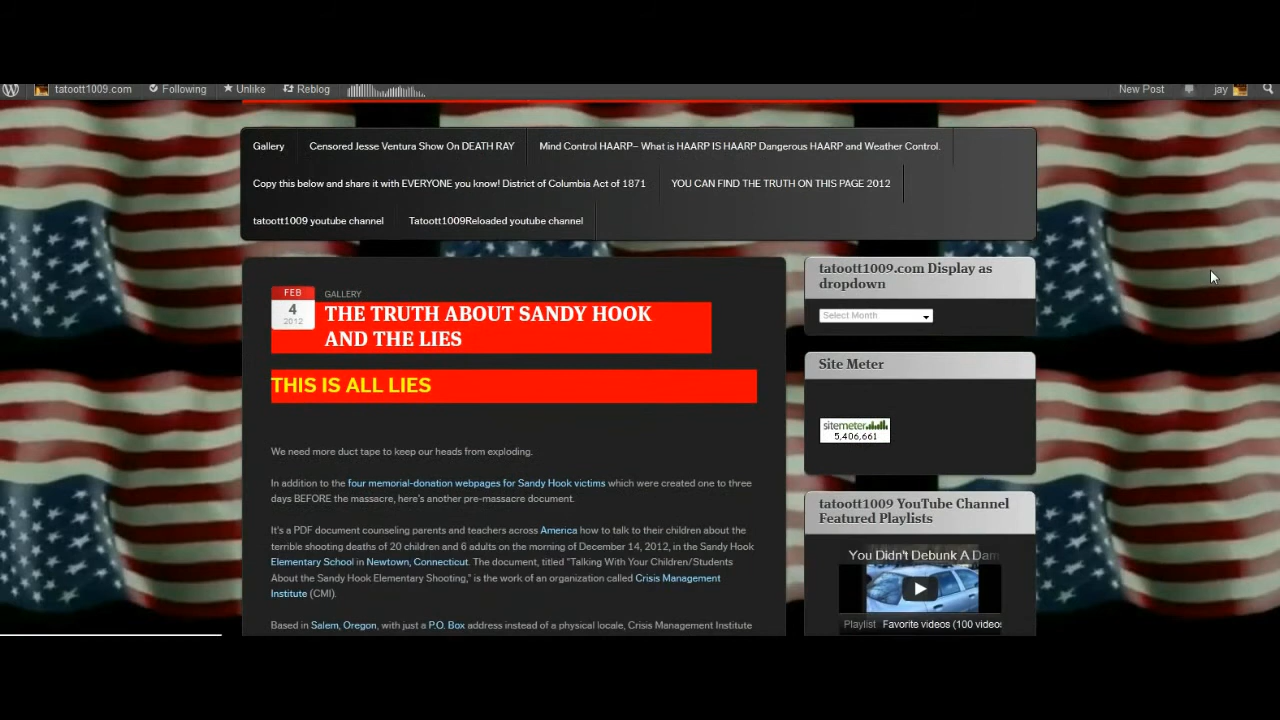 tatoott1009.com Following Unlike Reblog New Post jay
Gallery Censored Jesse Ventura Show On DEATH RAY Mind Control HAARP– What is HAARP IS HAARP Dangerous HAARP and Weather Control.
Copy this below and share it with EVERYONE you know! District of Columbia Act of 1871 YOU CAN FIND THE TRUTH ON THIS PAGE 2012
tatoott1009 youtube channel Tatoott1009Reloaded youtube channel
FEB
4
2012
GALLERY
THE TRUTH ABOUT SANDY HOOK
AND THE LIES
THIS IS ALL LIES
We need more duct tape to keep our heads from exploding.
In addition to the four memorial-donation webpages for Sandy Hook victims which were created one to three
days BEFORE the massacre, here's another pre-massacre document.
It's a PDF document counseling parents and teachers across America how to talk to their children about the
terrible shooting deaths of 20 children and 6 adults on the morning of December 14, 2012, in the Sandy Hook
Elementary School in Newtown, Connecticut. The document, titled "Talking With Your Children/Students
About the Sandy Hook Elementary Shooting," is the work of an organization called Crisis Management
Institute (CMI).
Based in Salem, Oregon, with just a P.O. Box address instead of a physical locale, Crisis Management Institute
tatoott1009.com Display as
dropdown
Select Month
Site Meter
sitemeter
5,406,661
tatoott1009 YouTube Channel
Featured Playlists
You Didn't Debunk A Dam
Playlist Favorite videos (100 videos